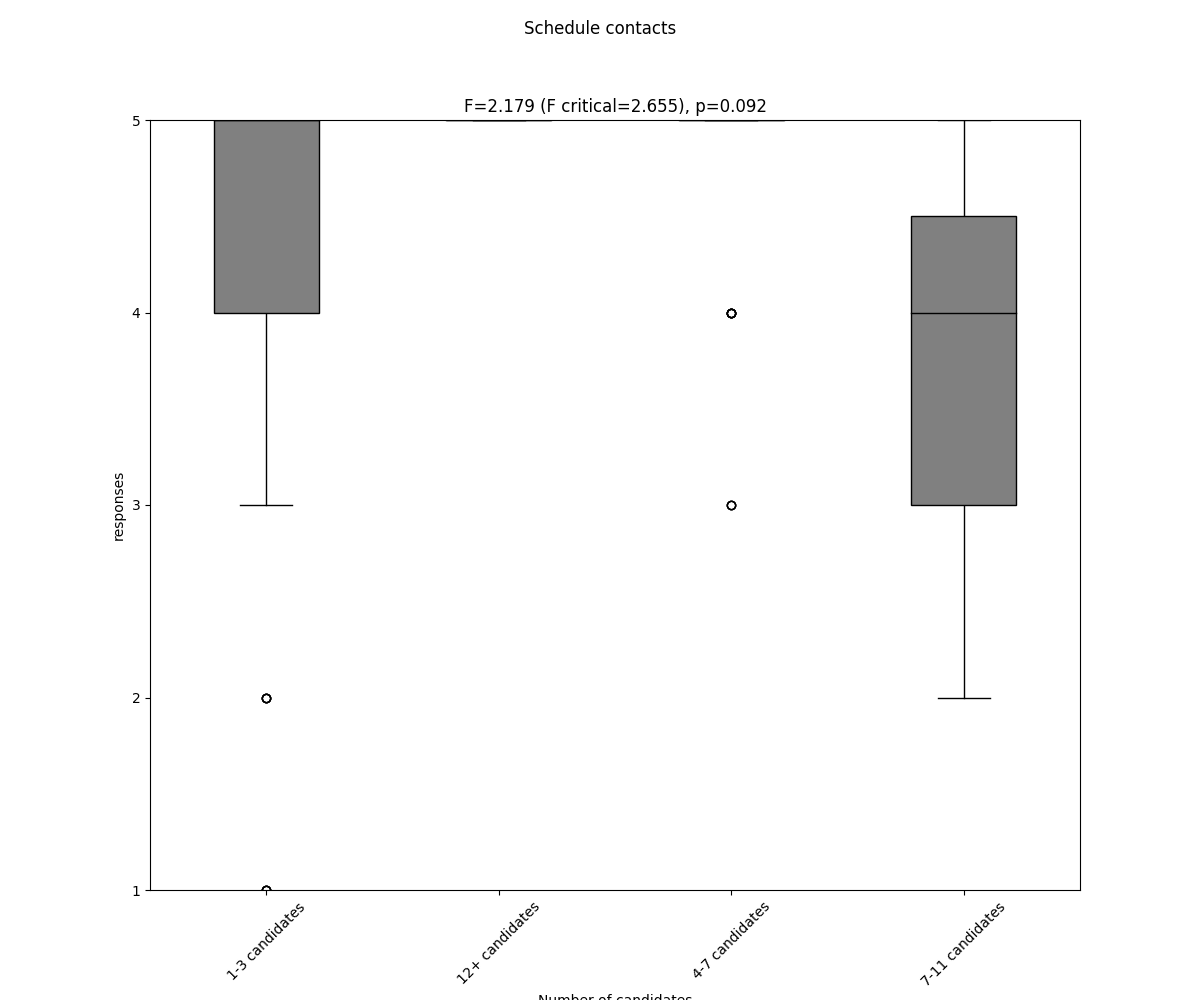 Schedule contacts
F=2.179 (F critical=2.655), p=0.092
5
4
3
2
1
responses
1-3 candidates
12+ candidates
4-7 candidates
7-11 candidates
Number of candidates